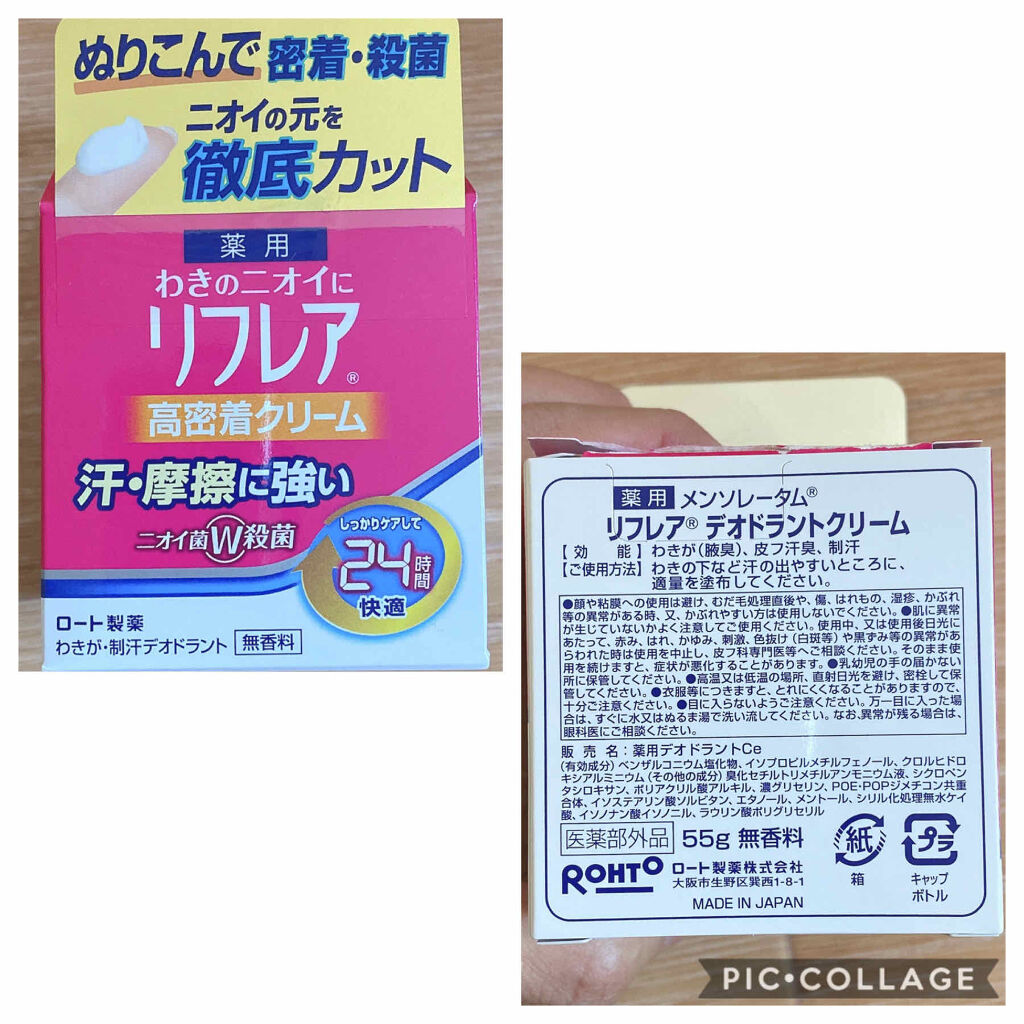 ぬりこんで密着・殺菌
ニオイの元を
徹底カット
薬用
わきのニオイに
リフレア®
高密着クリーム
汗・摩擦に強い
ニオイ菌W殺菌
しっかりケアして
24時間
快適
ロート製薬
わきが・制汗デオドラント 無香料
薬用 メンソレータム®
リフレア® デオドラントクリーム
【効能】わきが(腋臭)、皮フ汗臭、制汗
【ご使用方法】わきの下など汗の出やすいところに、
適量を塗布してください。
●顔や粘膜への使用は避け、むだ毛処理直後や、傷、はれもの、湿疹、かぶれ
等の異常がある時、又、かぶれやすい方は使用しないでください。●肌に異常
が生じていないかよく注意してご使用ください。使用中、又は使用後日光に
あたって、赤み、はれ、かゆみ、刺激、色抜け(白斑等)や黒ずみ等の異常があ
らわれた時は使用を中止し、皮フ科専門医等へご相談ください。そのまま使用
を続けますと、症状が悪化することがあります。●乳幼児の手の届かない
所に保管してください。●高温又は低温の場所、直射日光を避け、密栓して保
管してください。●衣服等につきますと、とれにくくなることがありますので、
十分ご注意ください。●目に入らないようご注意ください。万一目に入った場
合は、すぐに水又はぬるま湯で洗い流してください。なお、異常が残る場合は、
眼科医にご相談ください。
販売名:薬用デオドラントCe
(有効成分)ベンザルコニウム塩化物、イソプロピルメチルフェノール、クロルヒドロ
キシアルミニウム(その他の成分)臭化セチルトリメチルアンモニウム液、シクロペン
タシロキサン、ポリアクリル酸アルキル、濃グリセリン、POE・POPジメチコン共重
合体、イソステアリン酸ソルビタン、エタノール、メントール、シリル化処理無水ケイ
酸、イソノナン酸イソノニル、ラウリン酸ポリグリセリル
医薬部外品 55g 無香料
紙
箱
プラ
キャップ
ボトル
ROHTO ロート製薬株式会社
大阪市生野区巽西1-8-1
MADE IN JAPAN
PIC•COLLAGE